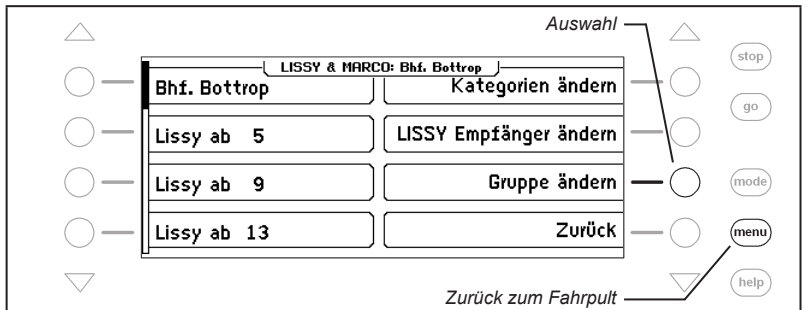 Auswahl
stop
LISSY & MARCO: Bhf. Bottrop
Bhf. Bottrop
Kategorien ändern
go
Lissy ab 5
LISSY Empfänger ändern
Lissy ab 9
Gruppe ändern
mode
Lissy ab 13
Zurück
menu
help
Zurück zum Fahrpult